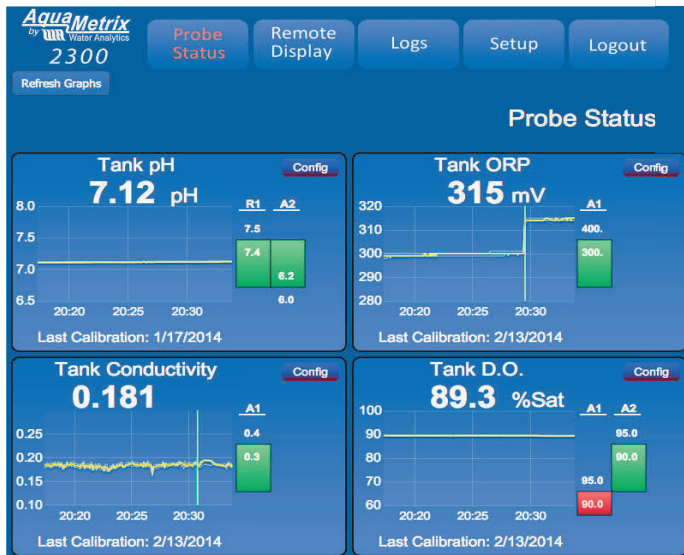 AquaMetrix
by WAI Water Analytics
2300
Probe
Status
Remote
Display
Logs
Setup
Logout
Refresh Graphs
Probe Status
Tank pH
Config
7.12 pH
8.0
7.5
7.0
6.5
20:20
20:25
20:30
R1
A2
7.5
7.4
6.2
6.0
Last Calibration: 1/17/2014
Tank ORP
Config
315 mV
320
310
300
290
280
20:20
20:25
20:30
A1
400.
300.
Last Calibration: 2/13/2014
Tank Conductivity
Config
0.181
0.25
0.20
0.15
0.10
20:20
20:25
20:30
A1
0.4
0.3
Last Calibration: 2/13/2014
Tank D.O.
Config
89.3 %Sat
100
90
80
70
60
20:20
20:25
20:30
A1
A2
95.0
90.0
95.0
90.0
Last Calibration: 2/13/2014